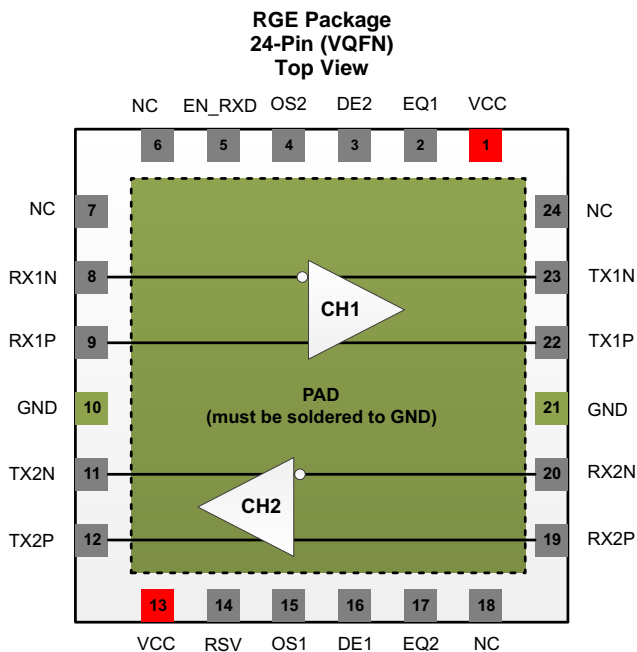 RGE Package
24-Pin (VQFN)
Top View
NC EN_RXD OS2 DE2 EQ1 VCC
6 5 4 3 2 1
NC 7 24 NC
RX1N 8 23 TX1N
CH1
RX1P 9 22 TX1P
PAD
GND 10 21 GND
(must be soldered to GND)
TX2N 11 20 RX2N
CH2
TX2P 12 19 RX2P
13 14 15 16 17 18
VCC RSV OS1 DE1 EQ2 NC